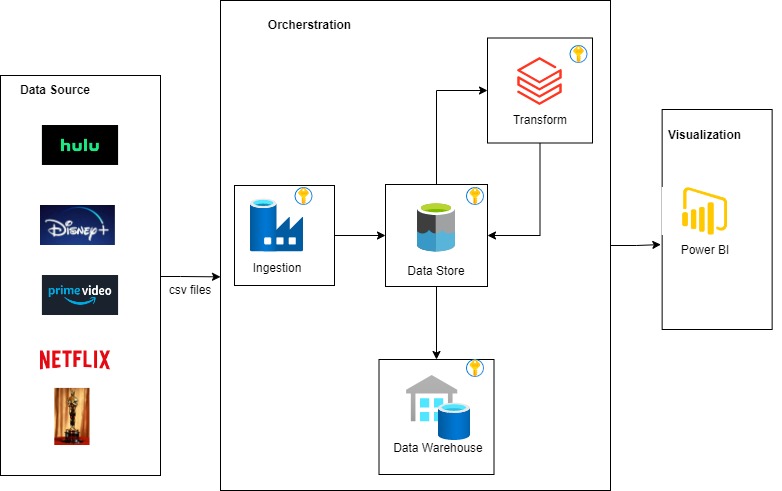 Orcherstration
Data Source
hulu
Disney+
prime video
NETFLIX
csv files
Ingestion
Data Store
Transform
Data Warehouse
Visualization
Power BI